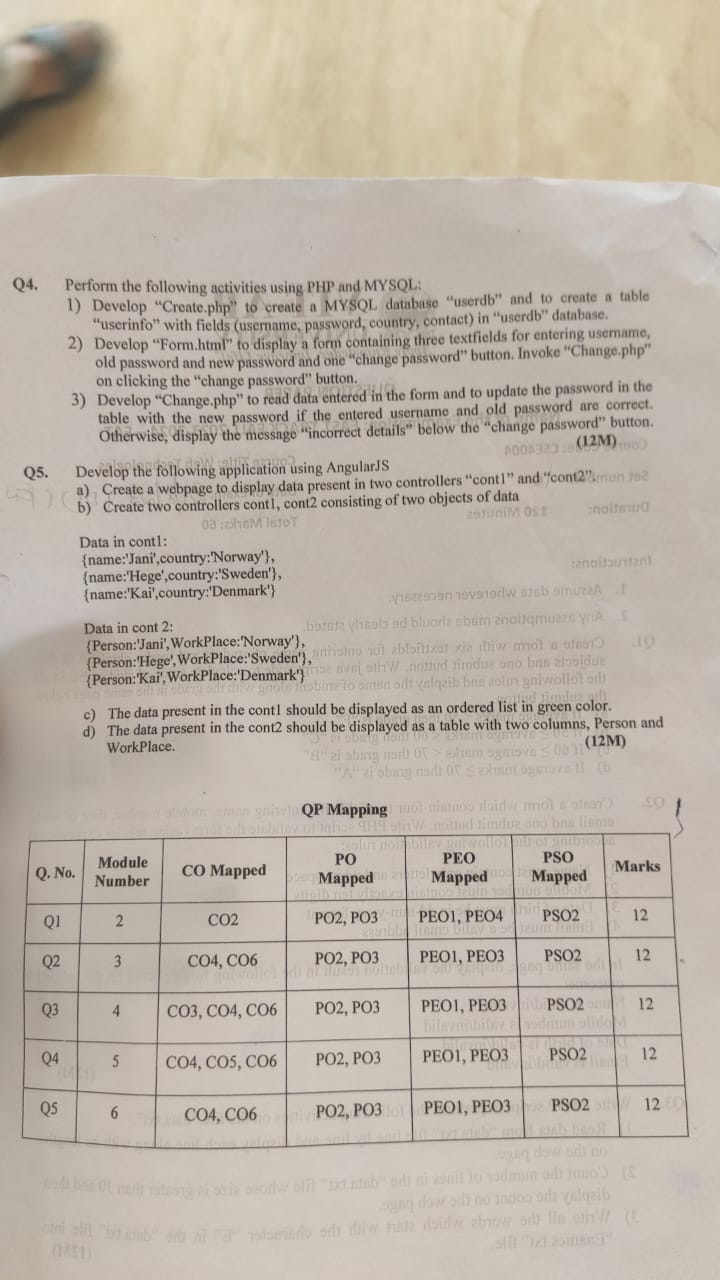 Q4. Perform the following activities using PHP and MYSQL:
1) Develop “Create.php” to create a MYSQL database “userdb” and to create a table
“userinfo” with fields (username, password, country, contact) in “userdb” database.
2) Develop “Form.html” to display a form containing three textfields for entering username,
old password and new password and one “change password” button. Invoke “Change.php”
on clicking the “change password” button.
3) Develop “Change.php” to read data entered in the form and to update the password in the
table with the new password if the entered username and old password are correct.
Otherwise, display the message “incorrect details” below the “change password” button.
(12M)
Q5. Develop the following application using AngularJS
a) Create a webpage to display data present in two controllers “cont1” and “cont2”.
b) Create two controllers cont1, cont2 consisting of two objects of data
Data in cont1:
{name:'Jani',country:'Norway'},
{name:'Hege',country:'Sweden'},
{name:'Kai',country:'Denmark'}
Data in cont 2:
{Person:'Jani',WorkPlace:'Norway'},
{Person:'Hege',WorkPlace:'Sweden'},
{Person:'Kai',WorkPlace:'Denmark'}
c) The data present in the cont1 should be displayed as an ordered list in green color.
d) The data present in the cont2 should be displayed as a table with two columns, Person and
WorkPlace. (12M)
QP Mapping
Q. No. Module Number CO Mapped PO Mapped PEO Mapped PSO Mapped Marks
Q1 2 CO2 PO2, PO3 PEO1, PEO4 PSO2 12
Q2 3 CO4, CO6 PO2, PO3 PEO1, PEO3 PSO2 12
Q3 4 CO3, CO4, CO6 PO2, PO3 PEO1, PEO3 PSO2 12
Q4 5 CO4, CO5, CO6 PO2, PO3 PEO1, PEO3 PSO2 12
Q5 6 CO4, CO6 PO2, PO3 PEO1, PEO3 PSO2 12